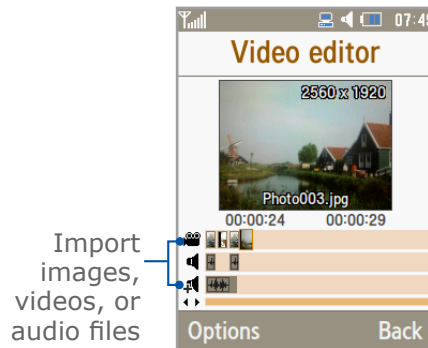 07:49
Video editor
2560 x 1920
Photo003.jpg
00:00:24 00:00:29
Import
images,
videos, or
audio files
Options Back